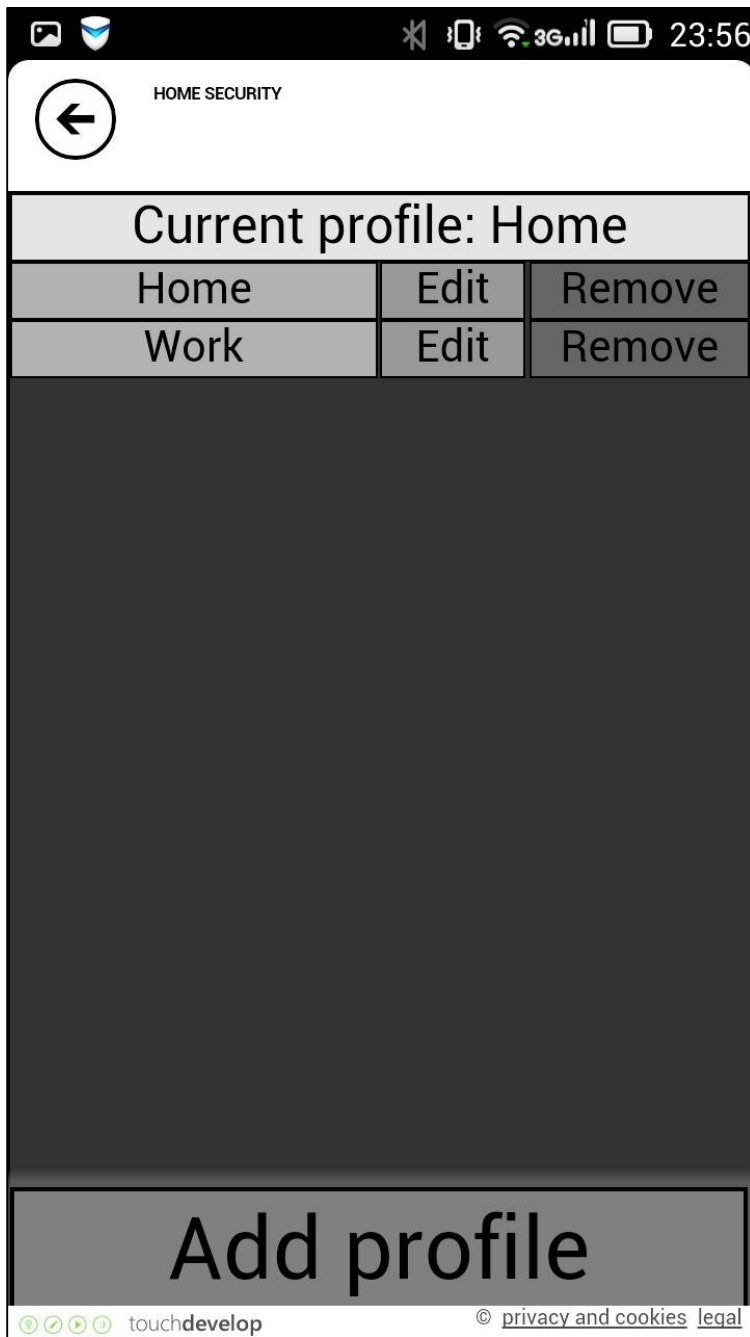 3G 23:56
HOME SECURITY
Current profile: Home
Home Edit Remove
Work Edit Remove
Add profile
touchdevelop © privacy and cookies legal